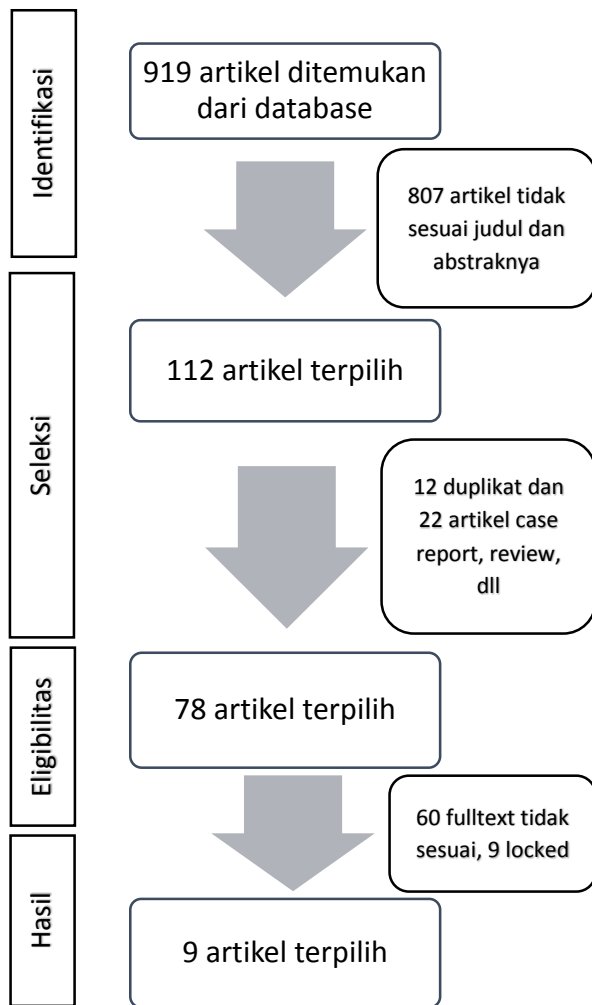 Identifikasi
919 artikel ditemukan
dari database
807 artikel tidak
sesuai judul dan
abstraknya
Seleksi
112 artikel terpilih
12 duplikat dan
22 artikel case
report, review,
dll
Eligibilitas
78 artikel terpilih
60 fulltext tidak
sesuai, 9 locked
Hasil
9 artikel terpilih